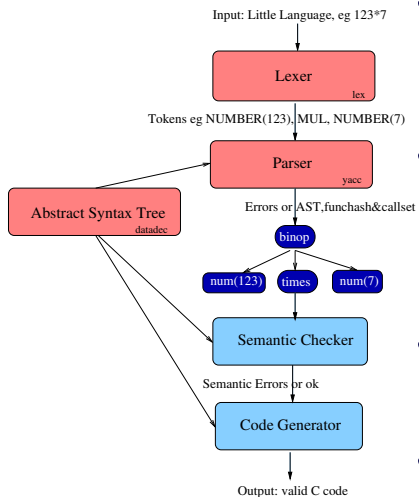 Input: Little Language, eg 123*7
Lexer
lex
Tokens eg NUMBER(123), MUL, NUMBER(7)
Parser
yacc
Abstract Syntax Tree
datadec
Errors or AST,funchash&callset
binop
num(123)
times
num(7)
Semantic Checker
Semantic Errors or ok
Code Generator
Output: valid C code